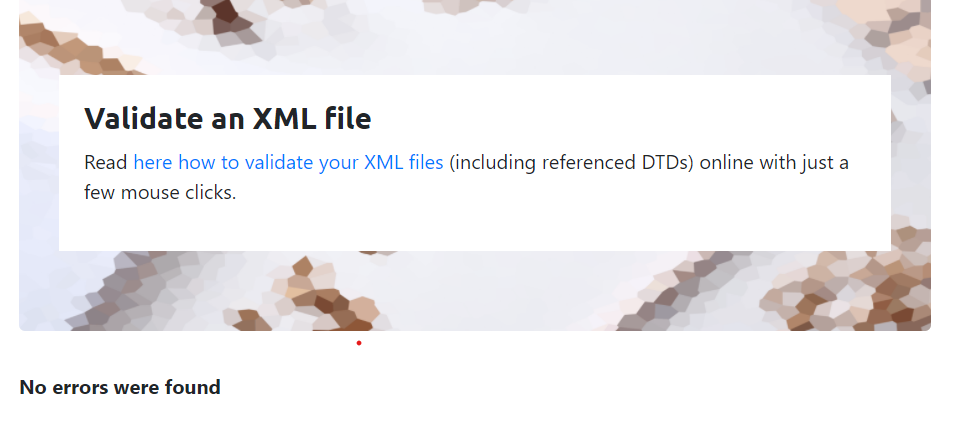 Validate an XML file
Read here how to validate your XML files (including referenced DTDs) online with just a
few mouse clicks.
No errors were found